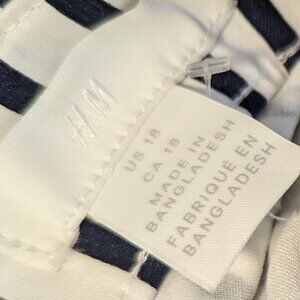 H&M
US 18
CA 18
MADE IN
BANGLADESH
FABRIQUÉ EN
BANGLADESH